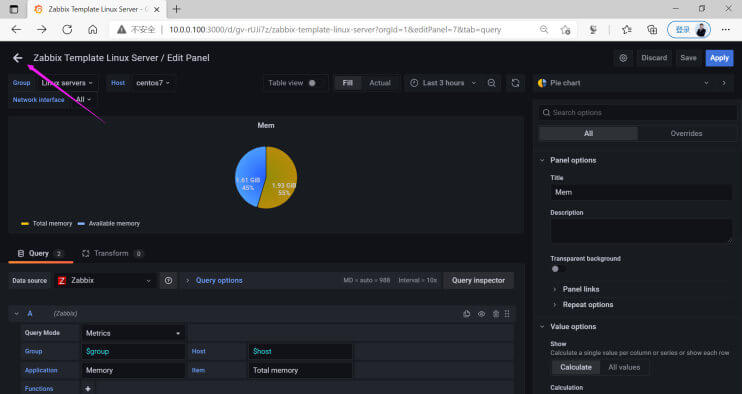 Zabbix Template Linux Server - G
不安全 10.0.0.100:3000/d/gv-rUJi7z/zabbix-template-linux-server?orgId=1&editPanel=7&tab=query
登录
Zabbix Template Linux Server / Edit Panel
Discard Save Apply
Group Linux servers Host centos7 Table view Fill Actual Last 3 hours Pie chart
Network interface All
Search options
All Overrides
Mem
Panel options
Title
Mem
1.61 GiB
45%
1.93 GiB
55%
Description
Total memory Available memory
Query 2 Transform 0
Transparent background
Data source Zabbix Query options MD = auto = 988 Interval = 10s Query inspector
Panel links
Repeat options
A (Zabbix)
Value options
Query Mode Metrics
Show
Calculate a single value per column or series or show each row
Group $group Host $host
Calculate All values
Application Memory Item Total memory
Functions +
Calculation